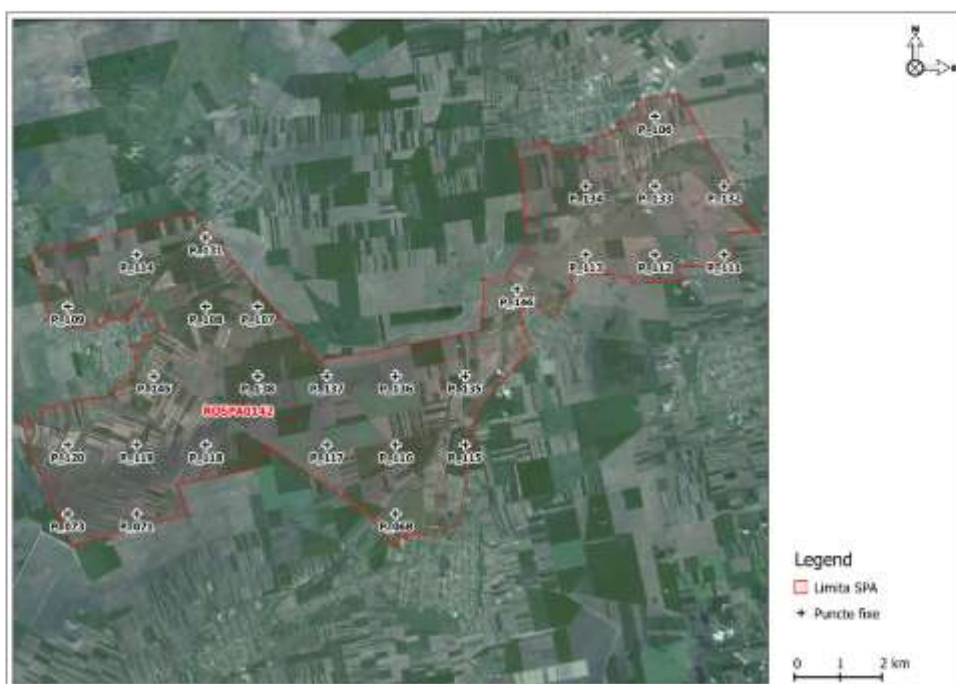 N
P_106
P_134 P_133 P_132
P_131
P_114 P_113 P_112 P_111
P_146
P_109 P_108 P_107
P_145 P_138 P_137 P_136 P_135
ROSPA0142
P_120 P_119 P_118 P_117 P_116 P_115
P_073 P_071 P_068
Legend
Limita SPA
Puncte fixe
0 1 2 km